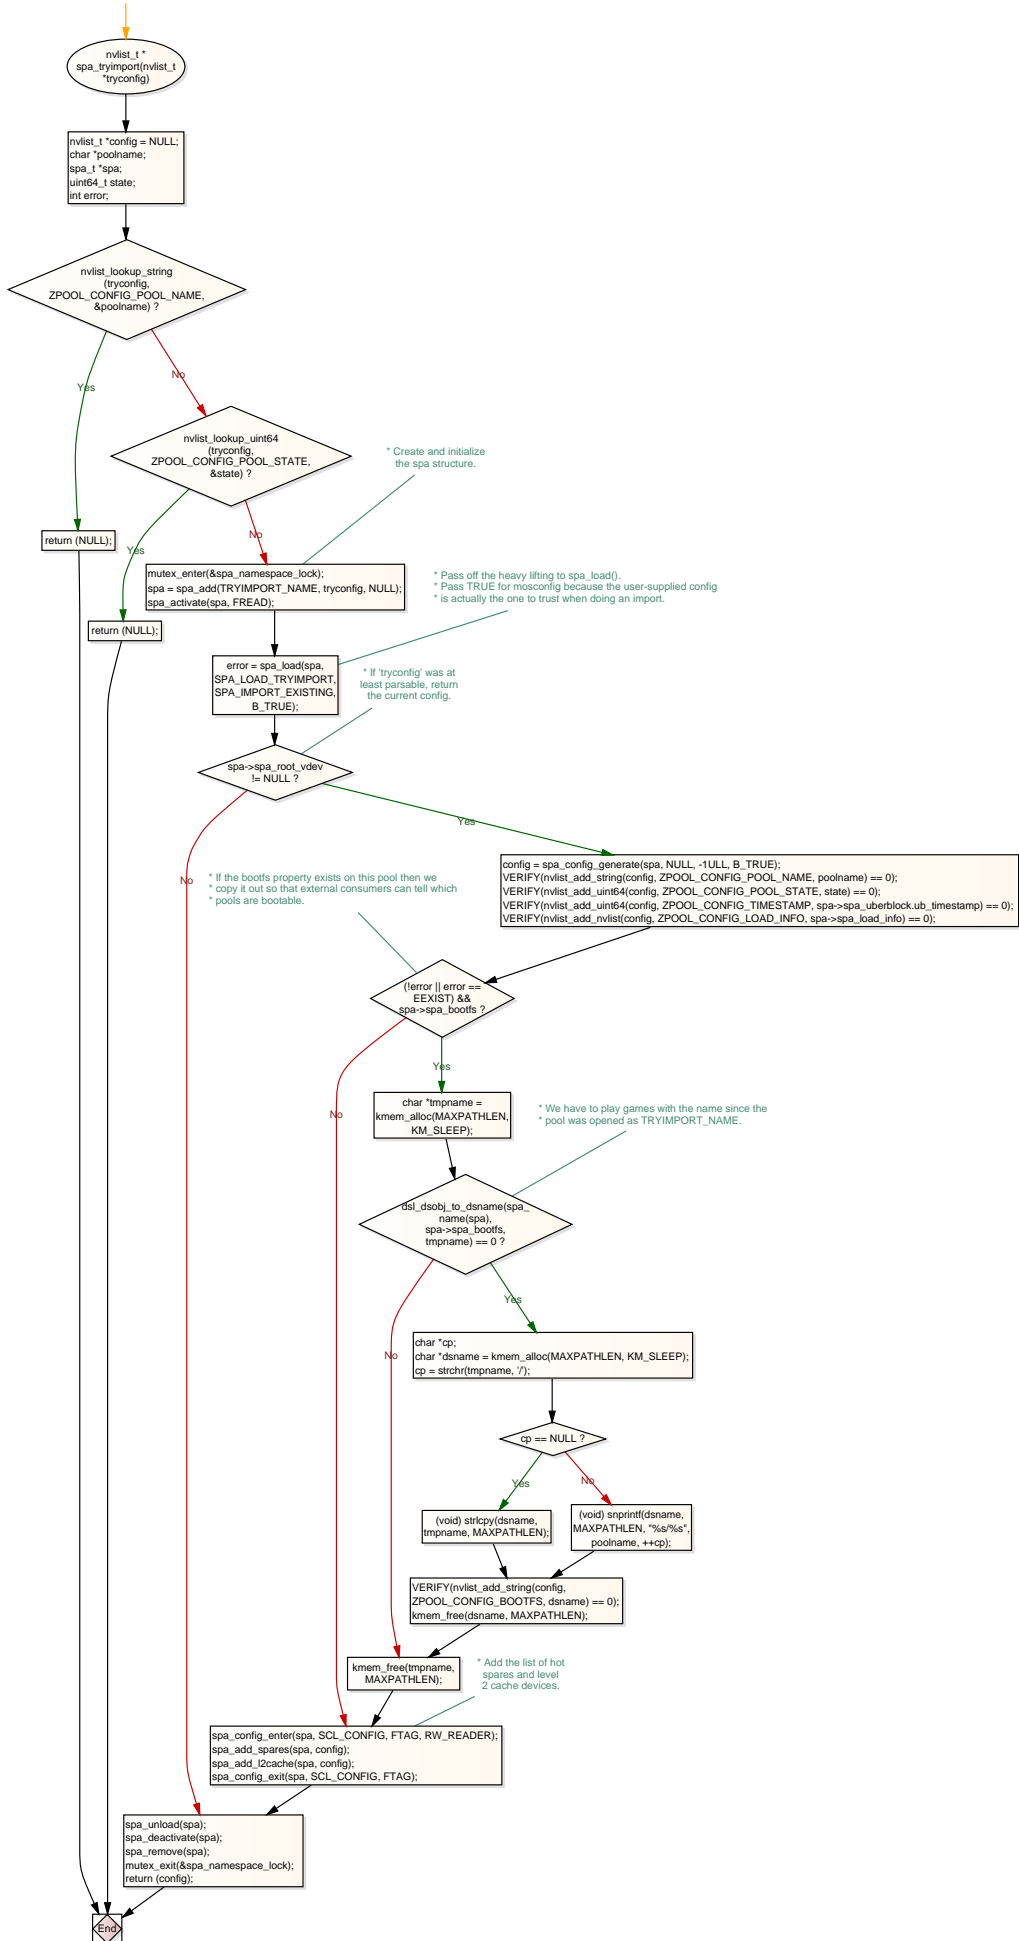 nvlist_t *
spa_tryimport(nvlist_t
*tryconfig)
nvlist_t *config = NULL;
char *poolname;
spa_t *spa;
uint64_t state;
int error;
nvlist_lookup_string
(tryconfig,
ZPOOL_CONFIG_POOL_NAME,
&poolname) ?
Yes
No
nvlist_lookup_uint64
(tryconfig,
ZPOOL_CONFIG_POOL_STATE,
&state) ?
* Create and initialize
the spa structure.
return (NULL);
Yes
No
mutex_enter(&spa_namespace_lock);
spa = spa_add(TRYIMPORT_NAME, tryconfig, NULL);
spa_activate(spa, FREAD);
* Pass off the heavy lifting to spa_load().
* Pass TRUE for mosconfig because the user-supplied config
* is actually the one to trust when doing an import.
return (NULL);
error = spa_load(spa,
SPA_LOAD_TRYIMPORT,
SPA_IMPORT_EXISTING,
B_TRUE);
* If 'tryconfig' was at
least parsable, return
the current config.
spa->spa_root_vdev
!= NULL ?
Yes
No
config = spa_config_generate(spa, NULL, -1ULL, B_TRUE);
VERIFY(nvlist_add_string(config, ZPOOL_CONFIG_POOL_NAME, poolname) == 0);
VERIFY(nvlist_add_uint64(config, ZPOOL_CONFIG_POOL_STATE, state) == 0);
VERIFY(nvlist_add_uint64(config, ZPOOL_CONFIG_TIMESTAMP, spa->spa_uberblock.ub_timestamp) == 0);
VERIFY(nvlist_add_nvlist(config, ZPOOL_CONFIG_LOAD_INFO, spa->spa_load_info) == 0);
* If the bootfs property exists on this pool then we
* copy it out so that external consumers can tell which
* pools are bootable.
(!error || error ==
EEXIST) &&
spa->spa_bootfs ?
Yes
No
char *tmpname =
kmem_alloc(MAXPATHLEN,
KM_SLEEP);
* We have to play games with the name since the
* pool was opened as TRYIMPORT_NAME.
dsl_dsobj_to_dsname(spa_
name(spa),
spa->spa_bootfs,
tmpname) == 0 ?
Yes
No
char *cp;
char *dsname = kmem_alloc(MAXPATHLEN, KM_SLEEP);
cp = strchr(tmpname, '/');
cp == NULL ?
Yes
No
(void) strlcpy(dsname,
tmpname, MAXPATHLEN);
(void) snprintf(dsname,
MAXPATHLEN, "%s/%s",
poolname, ++cp);
VERIFY(nvlist_add_string(config,
ZPOOL_CONFIG_BOOTFS, dsname) == 0);
kmem_free(dsname, MAXPATHLEN);
kmem_free(tmpname,
MAXPATHLEN);
* Add the list of hot
spares and level
2 cache devices.
spa_config_enter(spa, SCL_CONFIG, FTAG, RW_READER);
spa_add_spares(spa, config);
spa_add_l2cache(spa, config);
spa_config_exit(spa, SCL_CONFIG, FTAG);
spa_unload(spa);
spa_deactivate(spa);
spa_remove(spa);
mutex_exit(&spa_namespace_lock);
return (config);
End